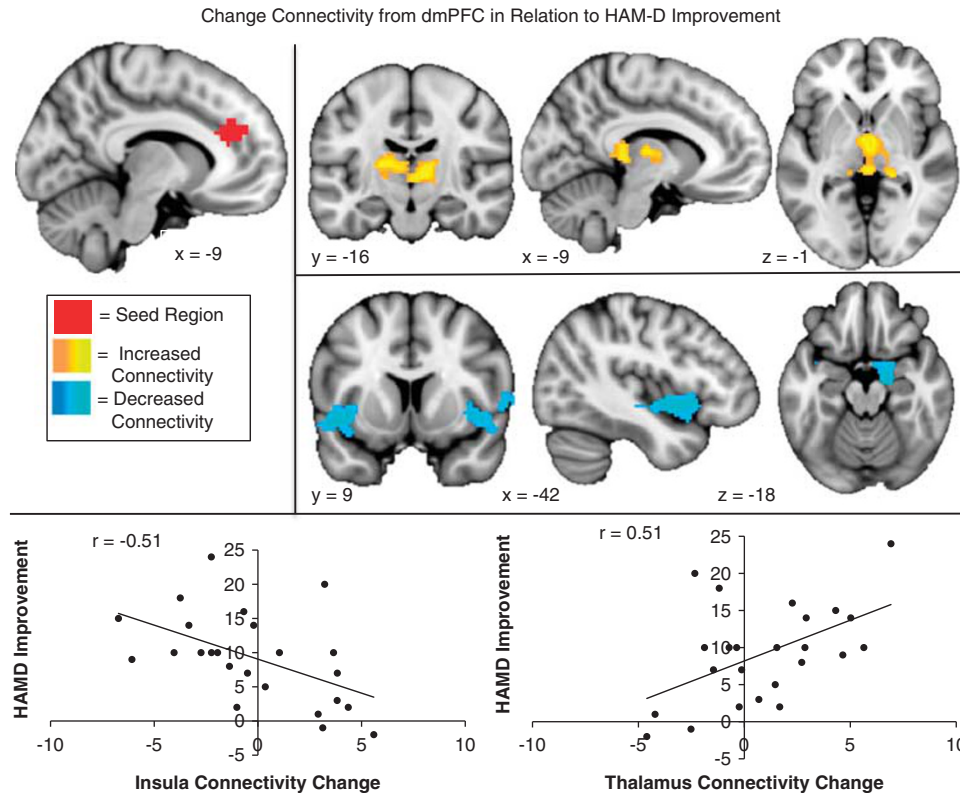 Change Connectivity from dmPFC in Relation to HAM-D Improvement
x = -9
y = -16
x = -9
z = -1
= Seed Region
= Increased
Connectivity
= Decreased
Connectivity
y = 9
x = -42
z = -18
r = -0.51
HAMD Improvement
25
20
15
10
5
0
-5
-10
-5
0
5
10
Insula Connectivity Change
r = 0.51
HAMD Improvement
25
20
15
10
5
0
-5
-10
-5
0
5
10
Thalamus Connectivity Change